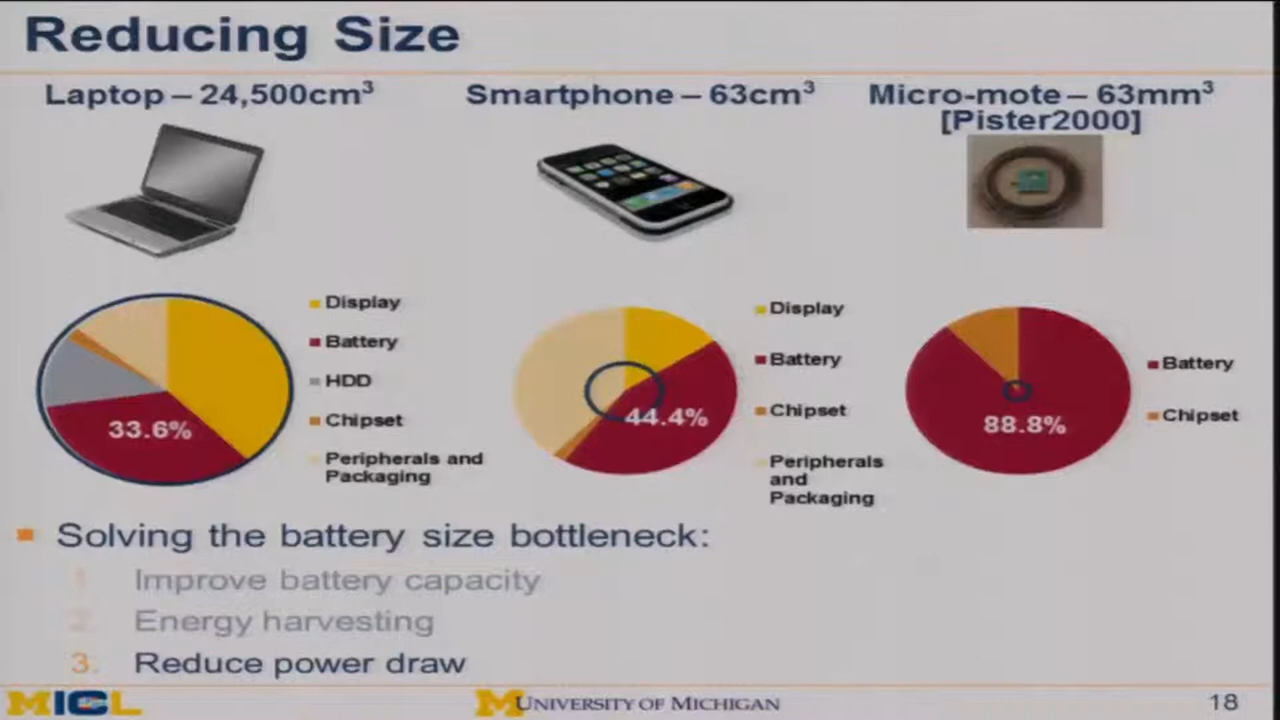 Reducing Size
Laptop – 24,500cm³
Smartphone – 63cm³
Micro-mote – 63mm³
[Pister2000]
Display
Battery
HDD
Chipset
Peripherals and
Packaging
33.6%
Display
Battery
Chipset
Peripherals
and
Packaging
44.4%
Battery
Chipset
88.8%
Solving the battery size bottleneck:
1. Improve battery capacity
2. Energy harvesting
3. Reduce power draw
MICL
M UNIVERSITY OF MICHIGAN
18